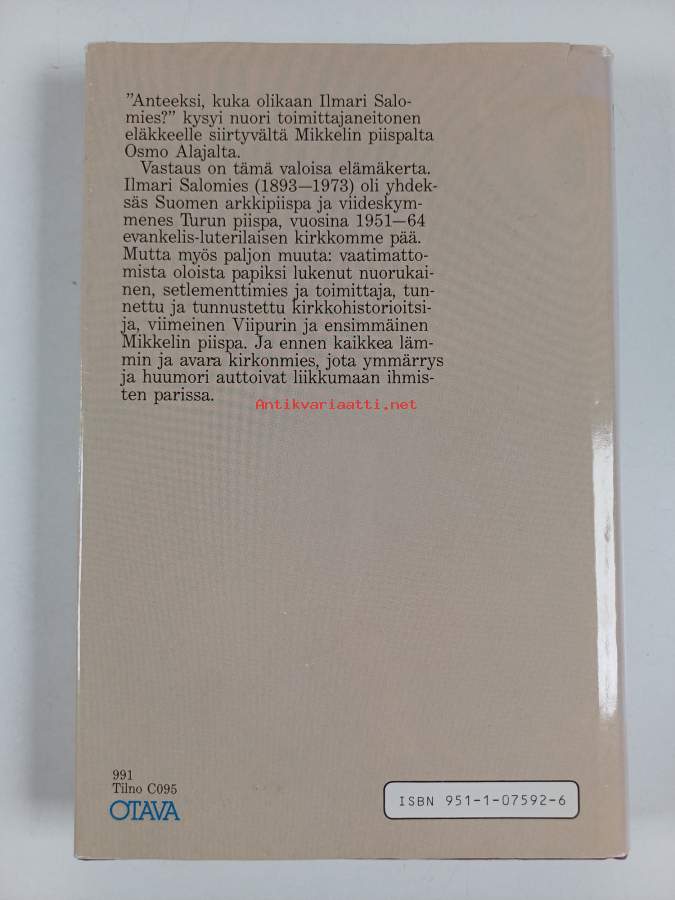 ”Anteeksi, kuka olikaan Ilmari Salo-
mies?” kysyi nuori toimittajaneitonen
eläkkeelle siirtyvältä Mikkelin piispalta
Osmo Alajalta.
Vastaus on tämä valoisa elämäkerta.
Ilmari Salomies (1893—1973) oli yhdek-
säs Suomen arkkipiispa ja viideskym-
menes Turun piispa, vuosina 1951—64
evankelis-luterilaisen kirkkomme pää.
Mutta myös paljon muuta: vaatimatto-
mista oloista papiksi lukenut nuorukai-
nen, setlementtimies ja toimittaja, tun-
nettu ja tunnustettu kirkkohistorioitsi-
ja, viimeinen Viipurin ja ensimmäinen
Mikkelin piispa. Ja ennen kaikkea läm-
min ja avara kirkonmies, jota ymmärrys
ja huumori auttoivat liikkumaan ihmis-
ten parissa.
Antikvariaatti.net
991
Tilno C095
OTAVA
ISBN 951-1-07592-6